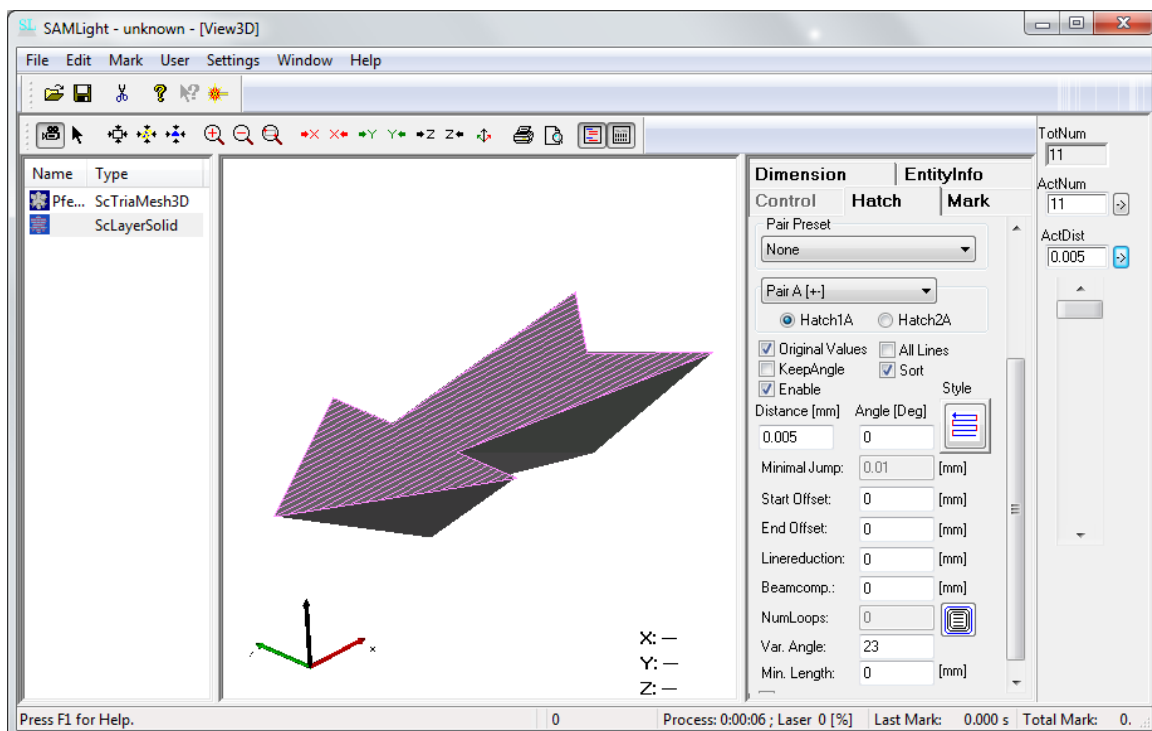 SL SAMLight - unknown - [View3D]
File Edit Mark User Settings Window Help
X X Y Y Z Z
Name Type
Pfe... ScTriaMesh3D
ScLayerSolid
X: —
Y: —
Z: —
x
Dimension EntityInfo
Control Hatch Mark
Pair Preset
None
Pair A [+-]
Hatch1A Hatch2A
Original Values All Lines
KeepAngle Sort
Enable Style
Distance [mm] Angle [Deg]
0.005 0
Minimal Jump: 0.01 [mm]
Start Offset: 0 [mm]
End Offset: 0 [mm]
Linereduction: 0 [mm]
Beamcomp.: 0 [mm]
NumLoops: 0
Var. Angle: 23
Min. Length: 0 [mm]
TotNum
11
ActNum
11 ->
ActDist
0.005 ->
Press F1 for Help. 0 Process: 0:00:06 ; Laser 0 [%] Last Mark: 0.000 s Total Mark: 0.